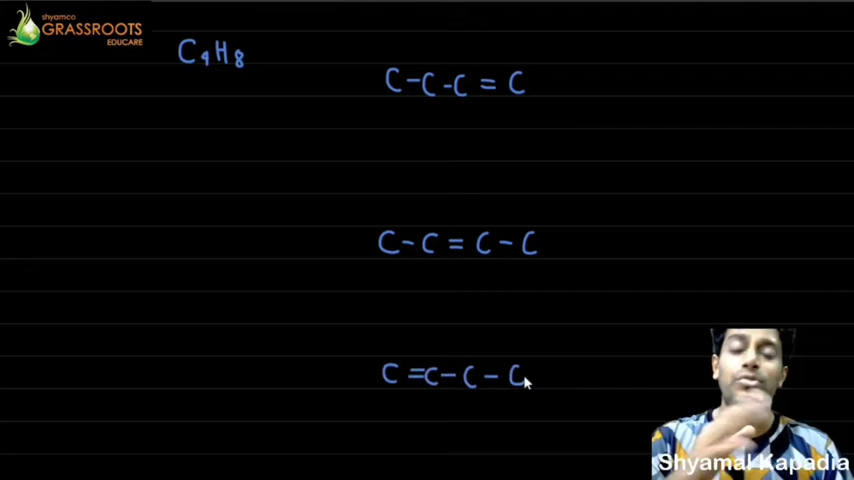 shyamco
GRASSROOTS
EDUCARE
C₄H₈
C-C-C=C
C-C=C-C
C=C-C-C
Shyamal Kapadia